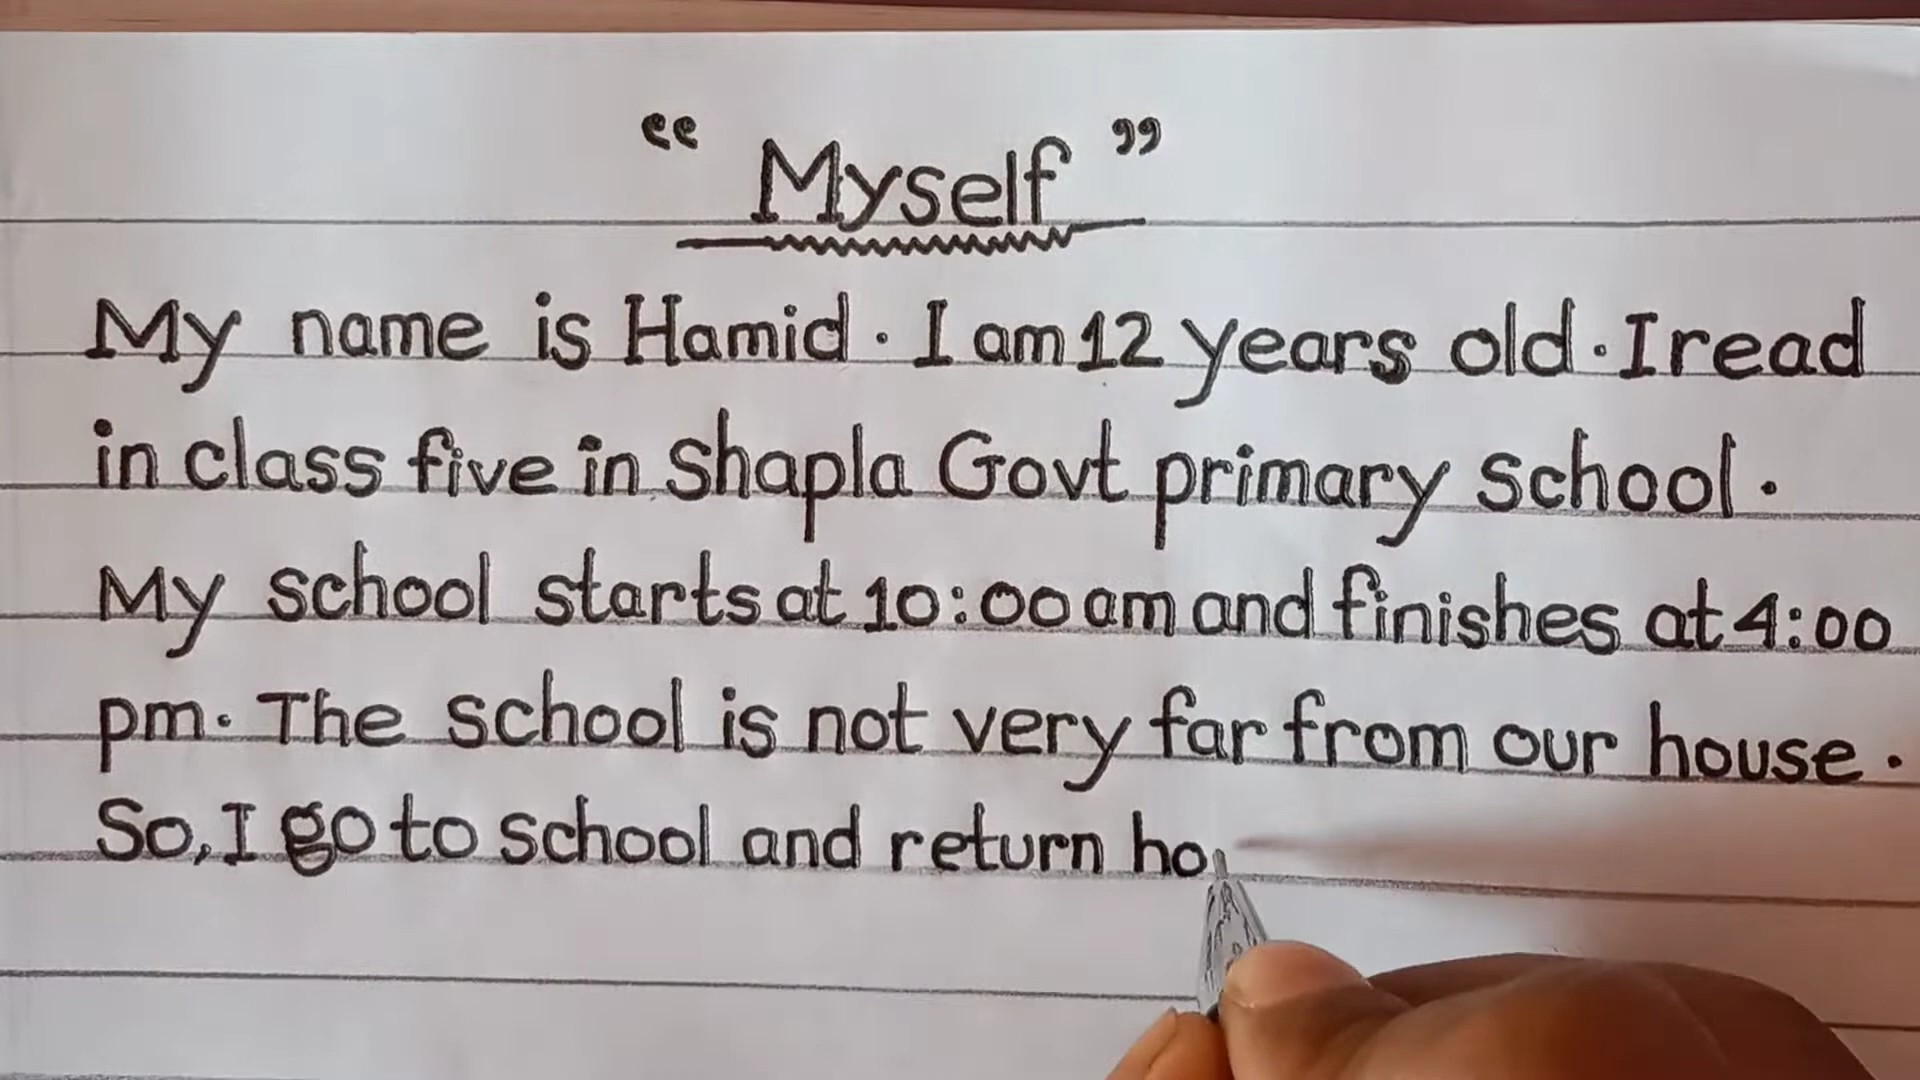 “ Myself ”
My name is Hamid. I am 12 years old. I read
in class five in Shapla Govt primary school.
My school starts at 10:00 am and finishes at 4:00
pm. The school is not very far from our house.
So, I go to school and return ho